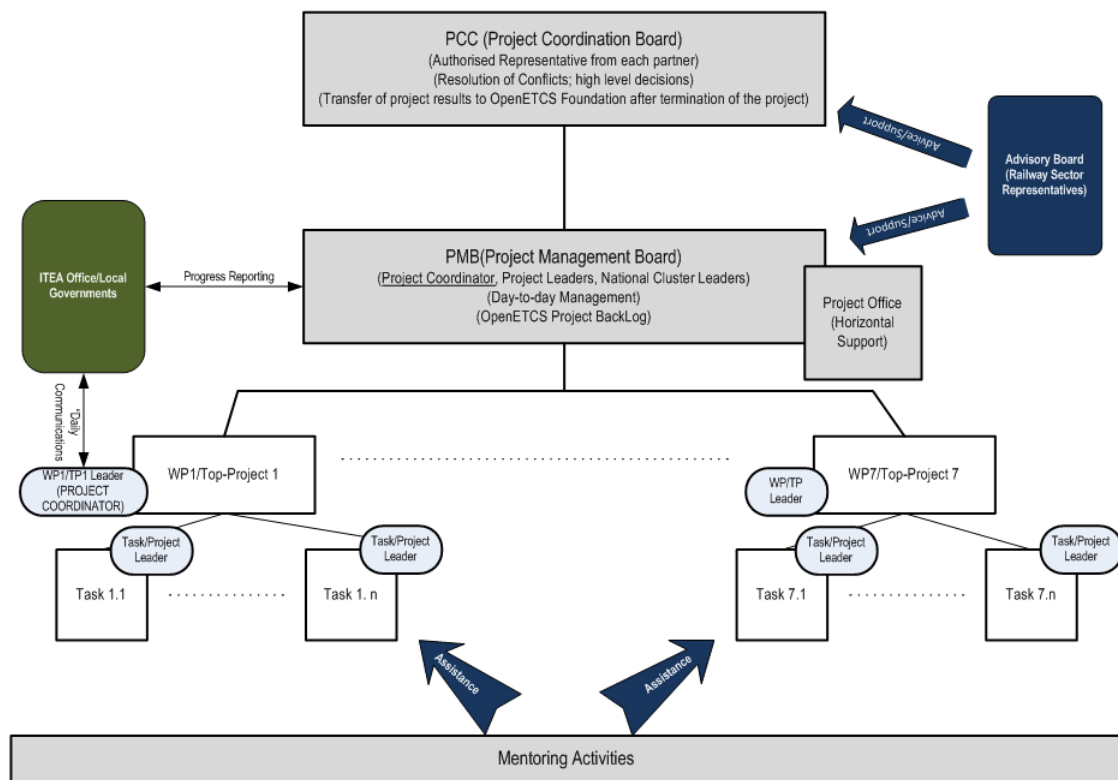 PCC (Project Coordination Board)
(Authorised Representative from each partner)
(Resolution of Conflicts; high level decisions)
(Transfer of project results to OpenETCS Foundation after termination of the project)
Advice/Support
Advisory Board
(Railway Sector
Representatives)
Advice/Support
ITEA Office/Local
Governments
Progress Reporting
PMB(Project Management Board)
(Project Coordinator, Project Leaders, National Cluster Leaders)
(Day-to-day Management)
(OpenETCS Project BackLog)
Project Office
(Horizontal
Support)
"Daily
Communications
WP1/Top-Project 1
WP1/TP1 Leader
(PROJECT
COORDINATOR)
WP7/Top-Project 7
WP/TP
Leader
Task/Project
Leader
Task/Project
Leader
Task/Project
Leader
Task/Project
Leader
Task 1.1
Task 1. n
Task 7.1
Task 7.n
Assistance
Assistance
Mentoring Activities